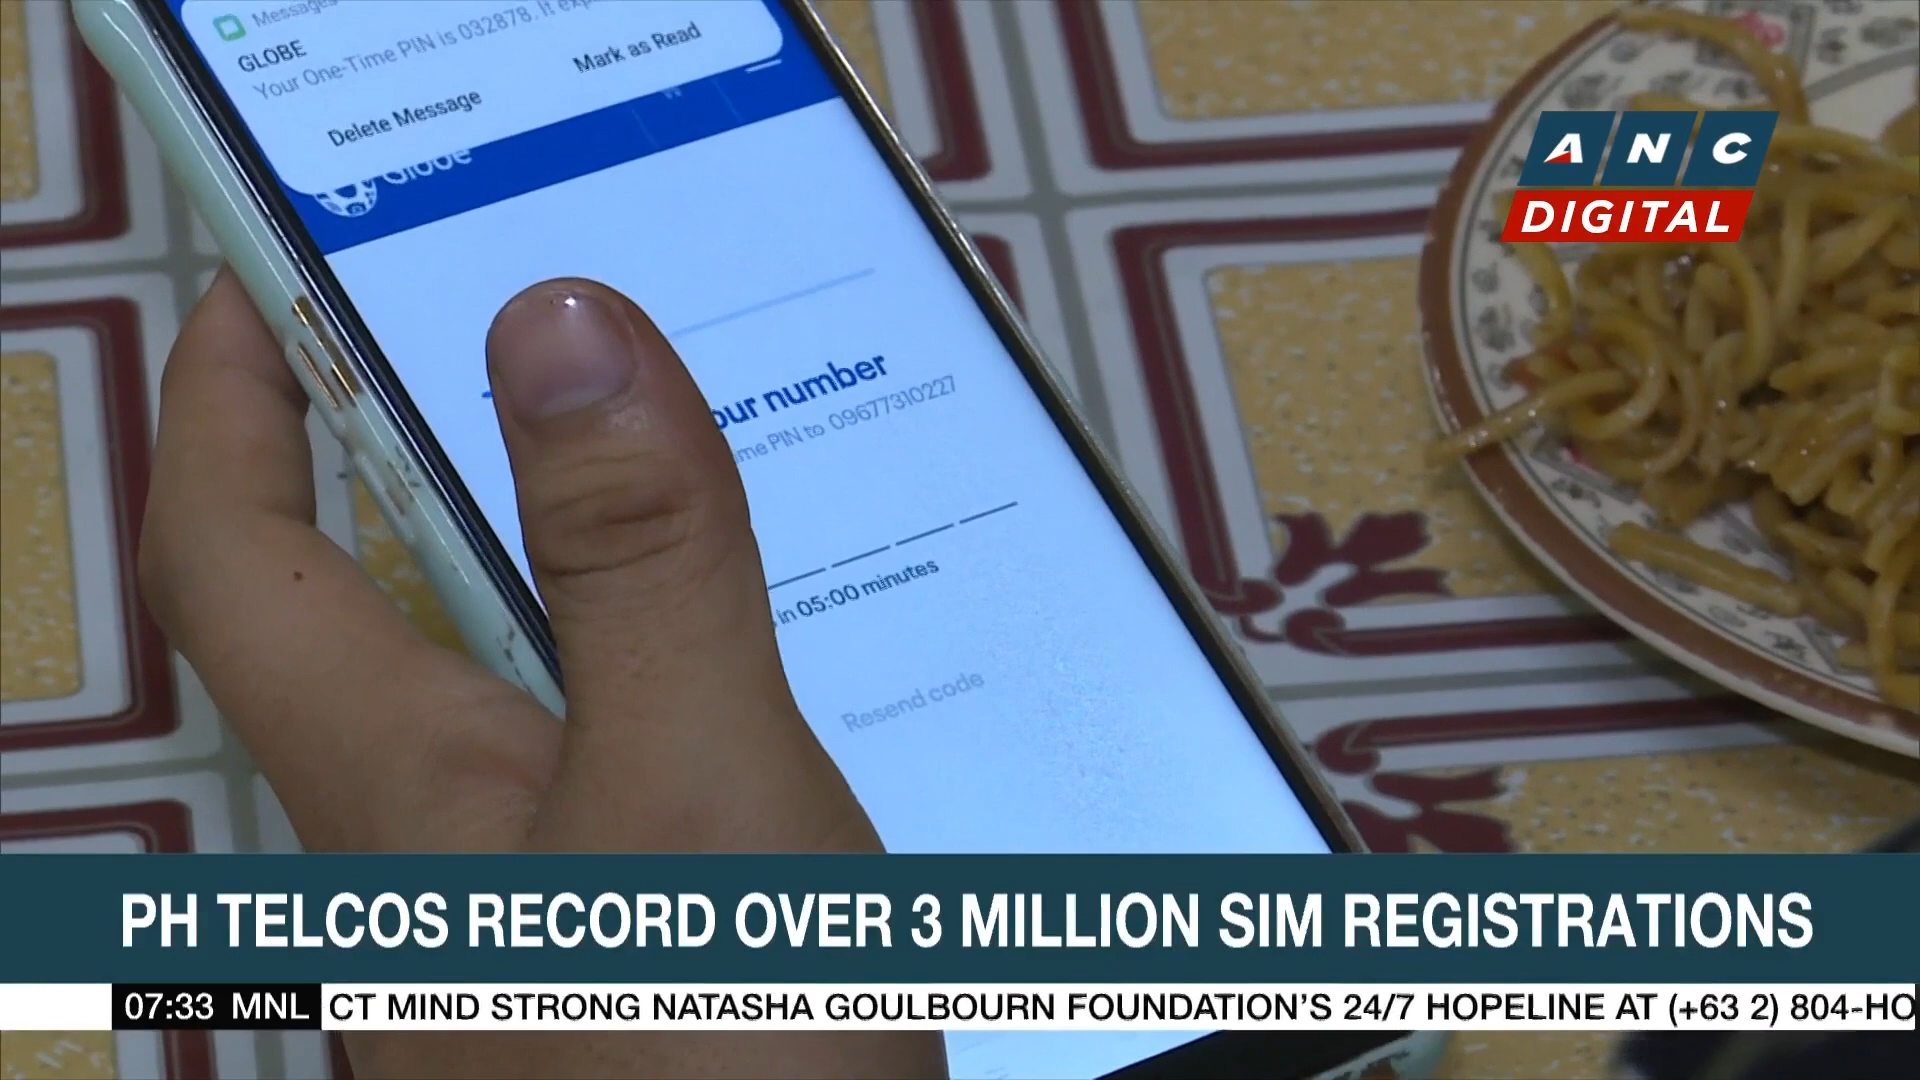 Messages
GLOBE
Your One-Time PIN is 032878. It
Mark as Read
Delete Message
Globe
our number
ime PIN to 09677310227
in 05:00 minutes
Resend code
ANC
DIGITAL
PH TELCOS RECORD OVER 3 MILLION SIM REGISTRATIONS
07:33 MNL
CT MIND STRONG NATASHA GOULBOURN FOUNDATION'S 24/7 HOPELINE AT (+63 2) 804-HO